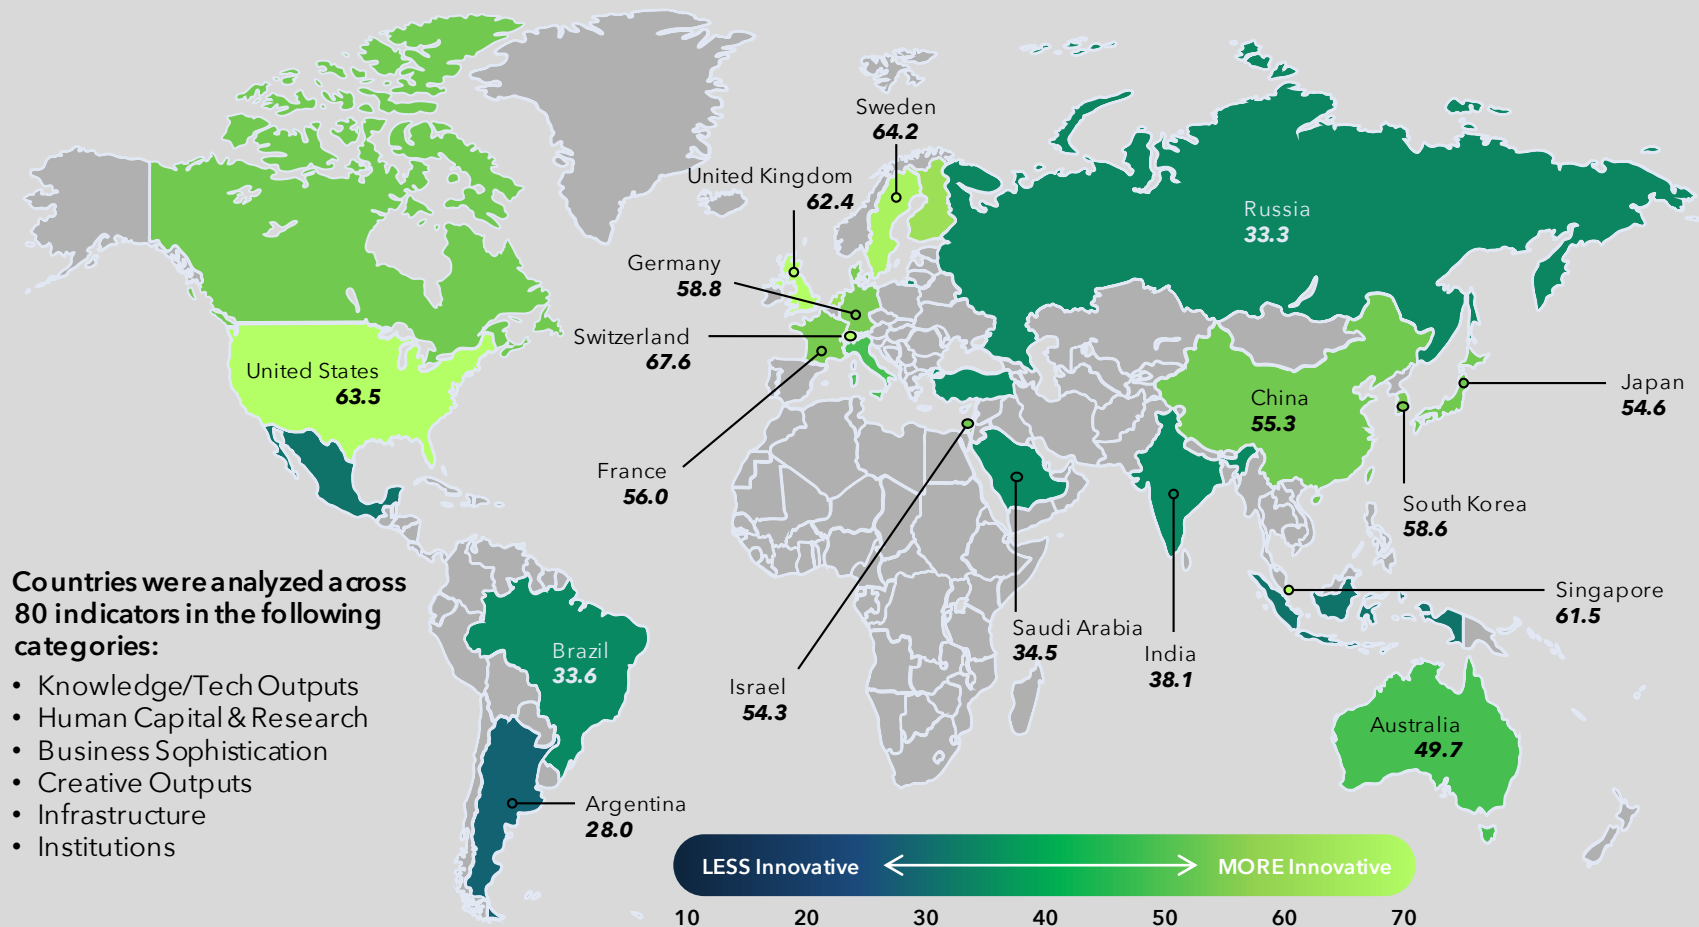 Sweden
64.2
United Kingdom
62.4
Russia
33.3
Germany
58.8
Switzerland
67.6
United States
63.5
China
55.3
Japan
54.6
France
56.0
South Korea
58.6
Countries were analyzed across
80 indicators in the following
categories:
• Knowledge/Tech Outputs
• Human Capital & Research
• Business Sophistication
• Creative Outputs
• Infrastructure
• Institutions
Brazil
33.6
Israel
54.3
Saudi Arabia
34.5
India
38.1
Singapore
61.5
Australia
49.7
Argentina
28.0
LESS Innovative
MORE Innovative
10 20 30 40 50 60 70